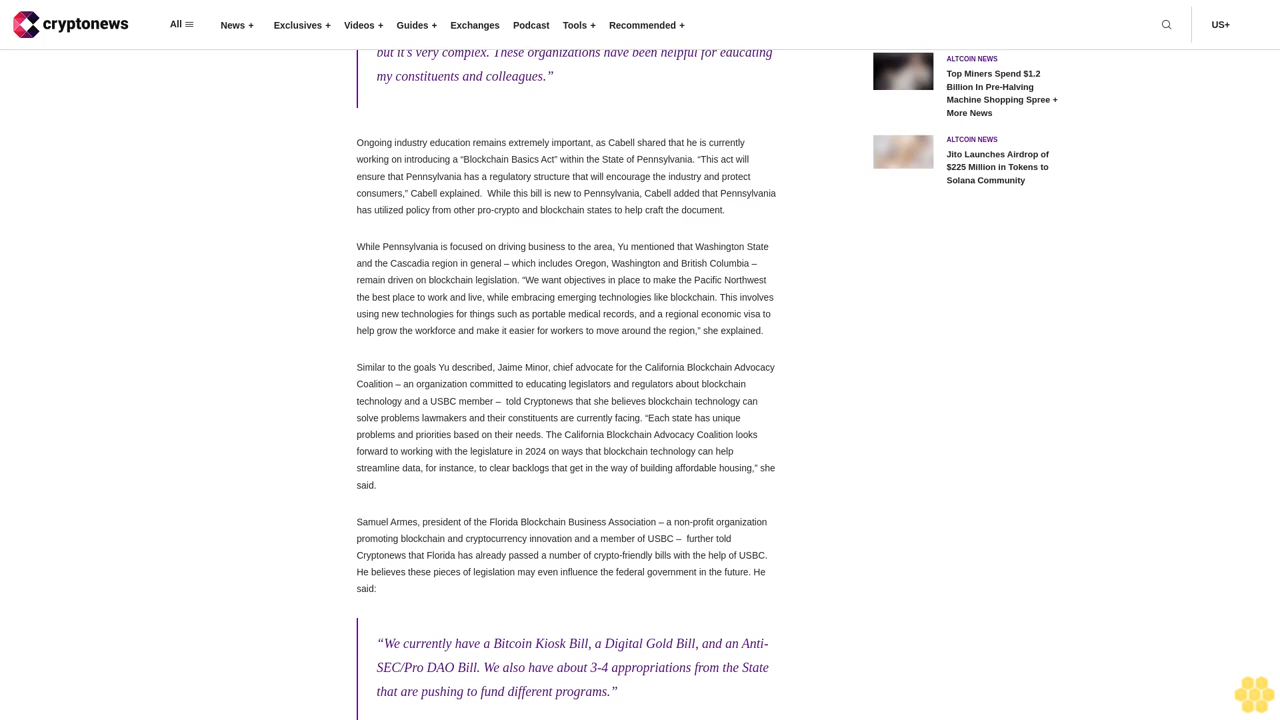 cryptonews
All
News +
Exclusives +
Videos +
Guides +
Exchanges
Podcast
Tools +
Recommended +
US+
but it's very complex. These organizations have been helpful for educating
my constituents and colleagues.”
Ongoing industry education remains extremely important, as Cabell shared that he is currently
working on introducing a “Blockchain Basics Act” within the State of Pennsylvania. “This act will
ensure that Pennsylvania has a regulatory structure that will encourage the industry and protect
consumers,” Cabell explained.  While this bill is new to Pennsylvania, Cabell added that Pennsylvania
has utilized policy from other pro-crypto and blockchain states to help craft the document.
While Pennsylvania is focused on driving business to the area, Yu mentioned that Washington State
and the Cascadia region in general – which includes Oregon, Washington and British Columbia –
remain driven on blockchain legislation. “We want objectives in place to make the Pacific Northwest
the best place to work and live, while embracing emerging technologies like blockchain. This involves
using new technologies for things such as portable medical records, and a regional economic visa to
help grow the workforce and make it easier for workers to move around the region,” she explained.
Similar to the goals Yu described, Jaime Minor, chief advocate for the California Blockchain Advocacy
Coalition – an organization committed to educating legislators and regulators about blockchain
technology and a USBC member –  told Cryptonews that she believes blockchain technology can
solve problems lawmakers and their constituents are currently facing. “Each state has unique
problems and priorities based on their needs. The California Blockchain Advocacy Coalition looks
forward to working with the legislature in 2024 on ways that blockchain technology can help
streamline data, for instance, to clear backlogs that get in the way of building affordable housing,” she
said.
Samuel Armes, president of the Florida Blockchain Business Association – a non-profit organization
promoting blockchain and cryptocurrency innovation and a member of USBC –  further told
Cryptonews that Florida has already passed a number of crypto-friendly bills with the help of USBC.
He believes these pieces of legislation may even influence the federal government in the future. He
said:
“We currently have a Bitcoin Kiosk Bill, a Digital Gold Bill, and an Anti-
SEC/Pro DAO Bill. We also have about 3-4 appropriations from the State
that are pushing to fund different programs.”
ALTCOIN NEWS
Top Miners Spend $1.2
Billion In Pre-Halving
Machine Shopping Spree +
More News
ALTCOIN NEWS
Jito Launches Airdrop of
$225 Million in Tokens to
Solana Community